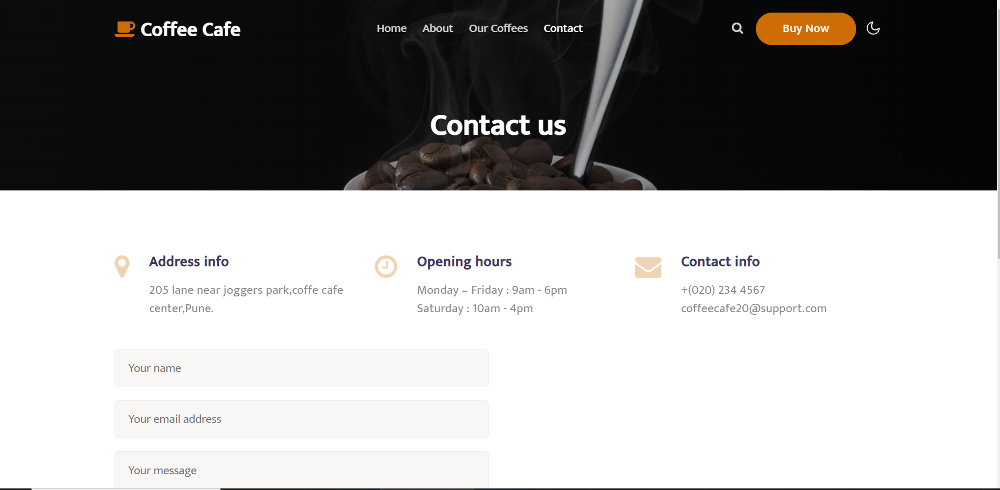 Coffee Cafe
Home About Our Coffees Contact
Buy Now
Contact us
Address info
205 lane near joggers park,coffe cafe
center,Pune.
Opening hours
Monday – Friday : 9am - 6pm
Saturday : 10am - 4pm
Contact info
+(020) 234 4567
coffeecafe20@support.com
Your name
Your email address
Your message